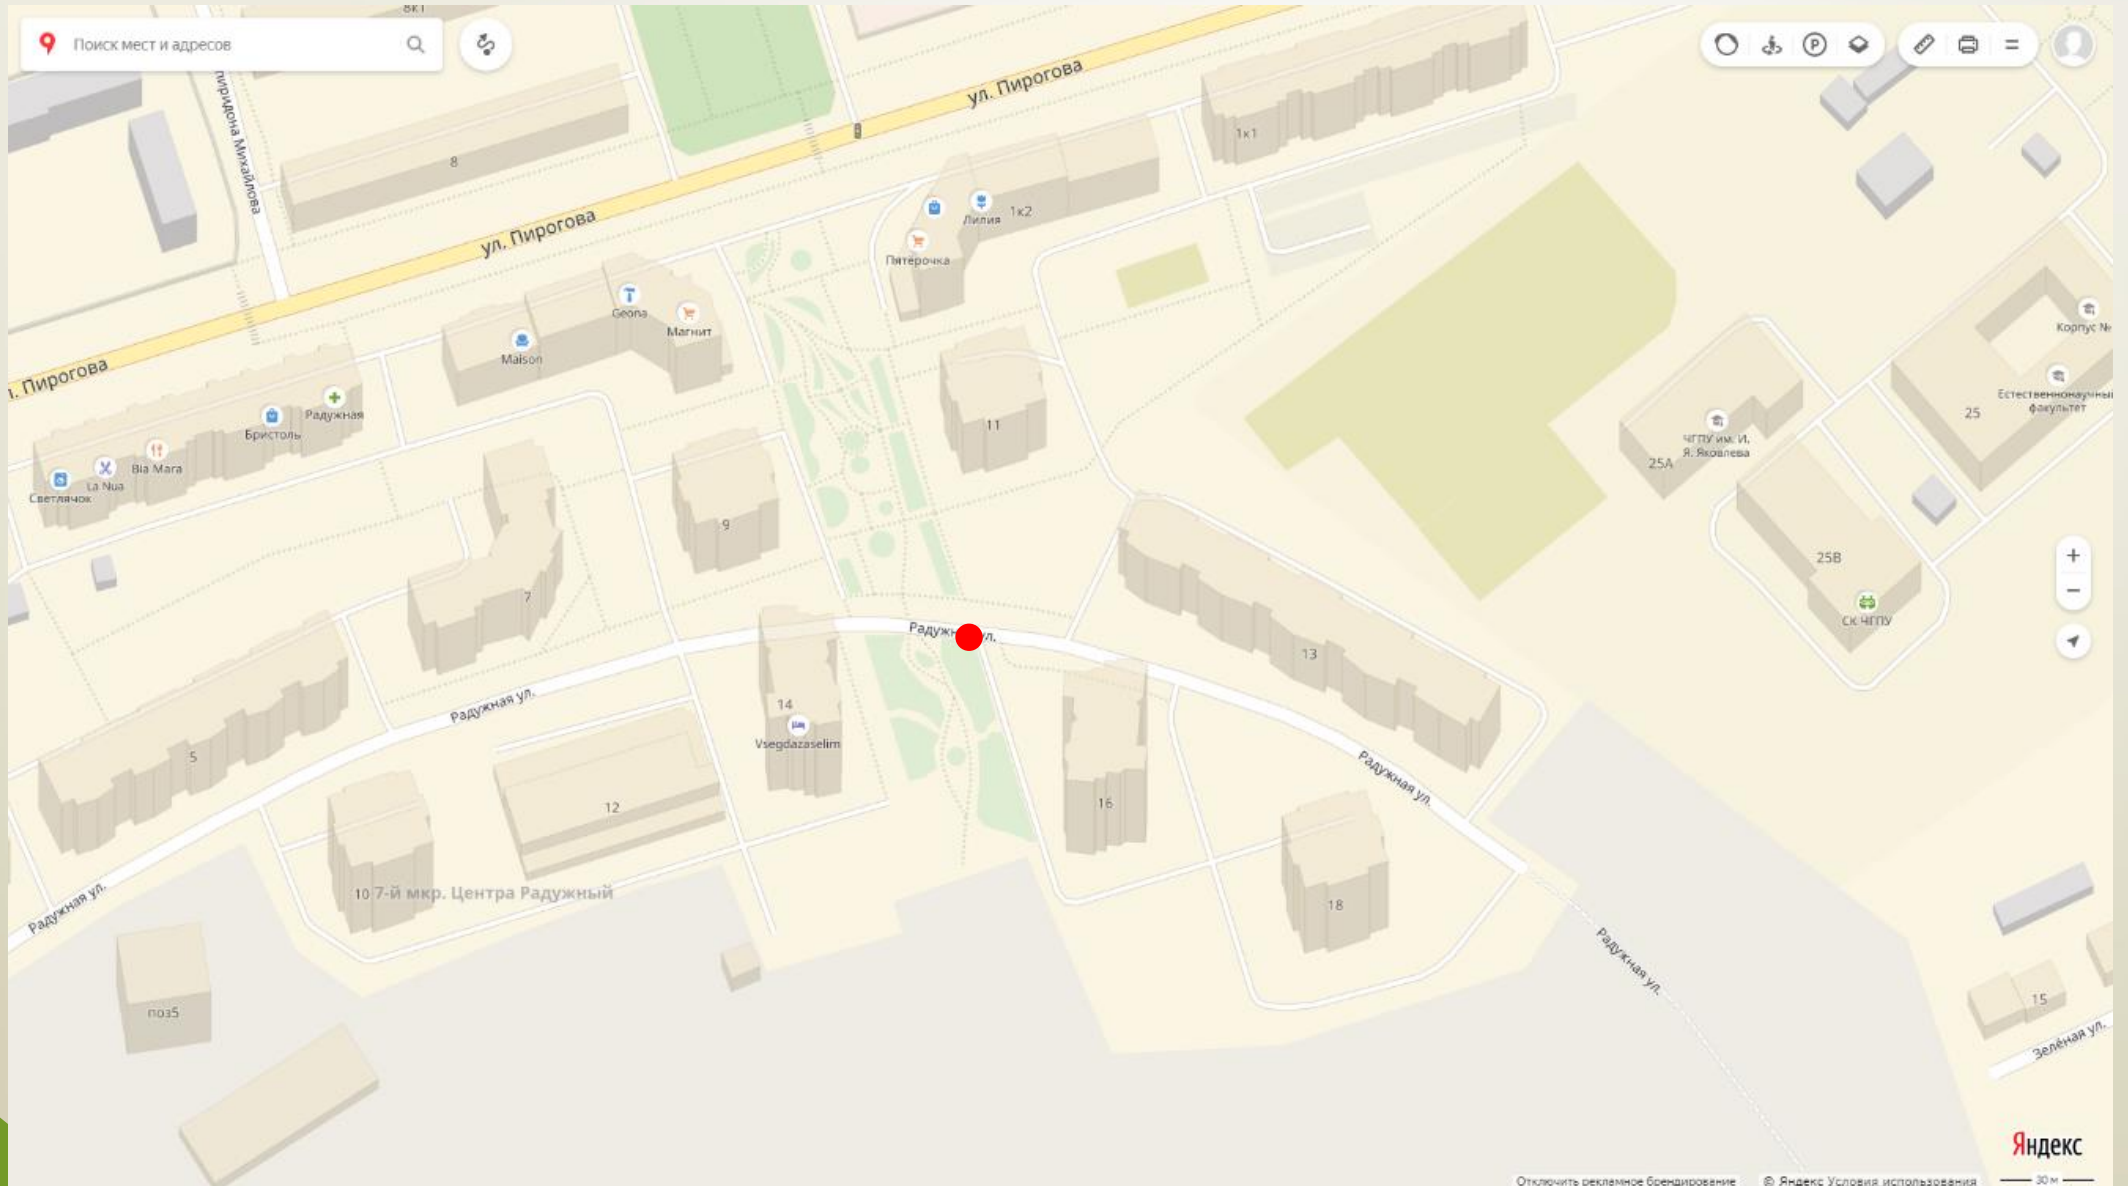 8к1
Поиск мест и адресов
ул. Пирогова
1к1
8
ул. Пирогова
Лилия
1к2
Пятёрочка
Geona
Магнит
Maison
Корпус №
Естественнонаучный
факультет
25
Пирогова
Радужная
Бристоль
Bia Mara
La Nua
Светлячок
11
ЧГПУ им. И.
Я. Яковлева
25А
9
25В
СК ЧГПУ
7
Радужная ул.
13
Радужная ул.
14
Vsegdazaselim
5
Радужная ул.
12
16
18
10
7-й мкр. Центра Радужный
Радужная ул.
Радужная ул.
поз5
15
Зелёная ул.
Яндекс
Отключить рекламное брендирование
© Яндекс Условия использования
30 м